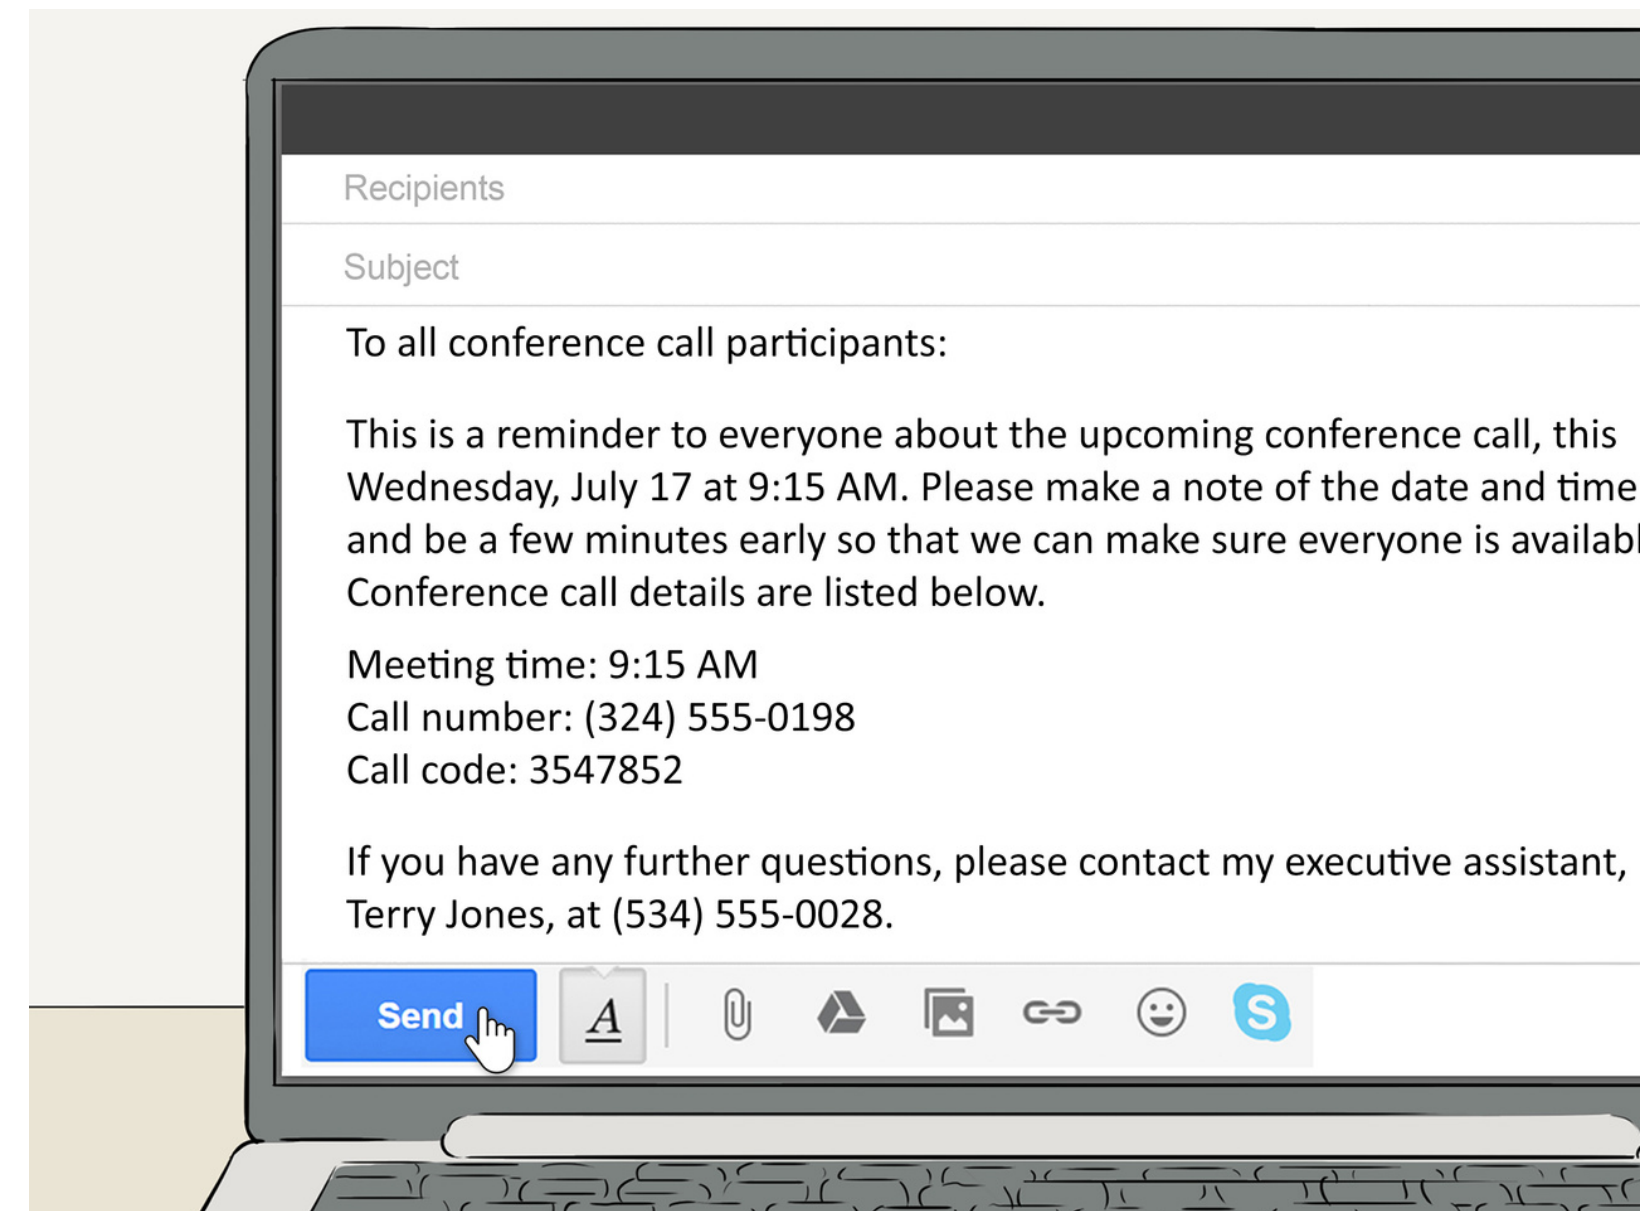 Recipients
Subject
To all conference call participants:
This is a reminder to everyone about the upcoming conference call, this
Wednesday, July 17 at 9:15 AM. Please make a note of the date and time
and be a few minutes early so that we can make sure everyone is
Conference call details are listed below.
Meeting time: 9:15 AM
Call number: (324) 555-0198
Call code: 3547852
If you have any further questions, please contact my executive assistant,
Terry Jones, at (534) 555-0028.
Send A S